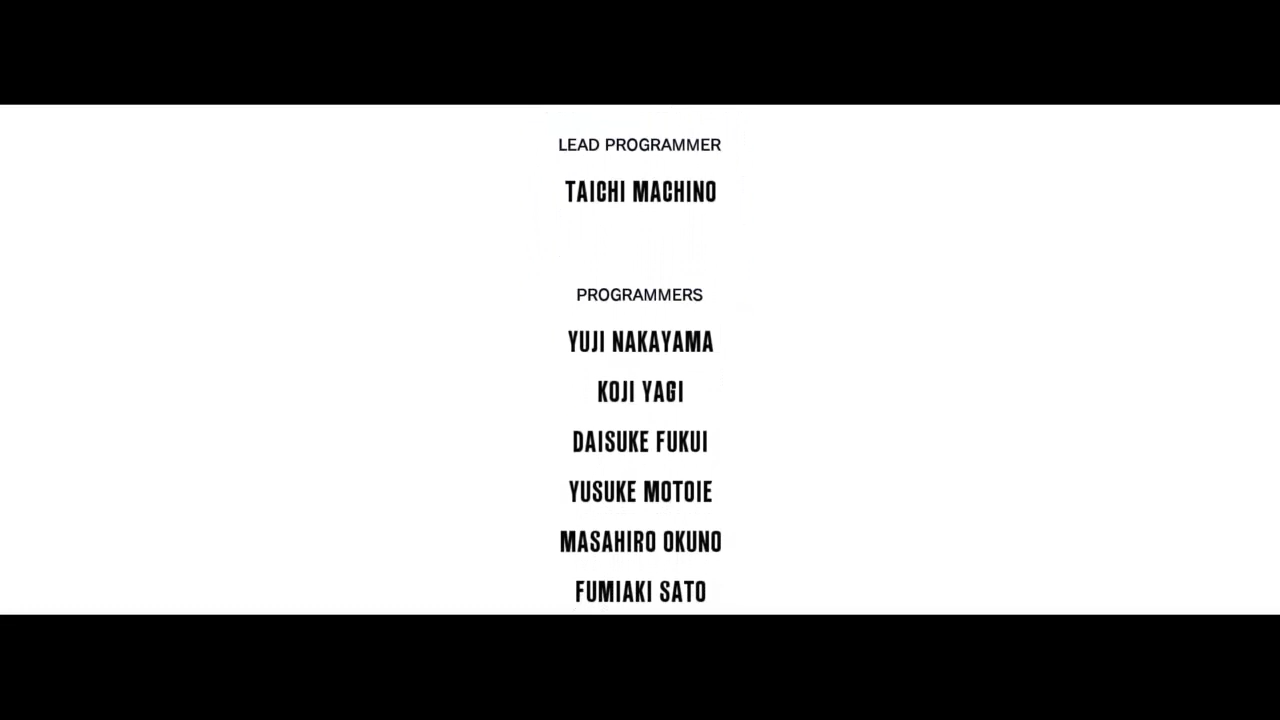 LEAD PROGRAMMER
TAICHI MACHINO
PROGRAMMERS
YUJI NAKAYAMA
KOJI YAGI
DAISUKE FUKUI
YUSUKE MOTOIE
MASAHIRO OKUNO
FUMIAKI SATO